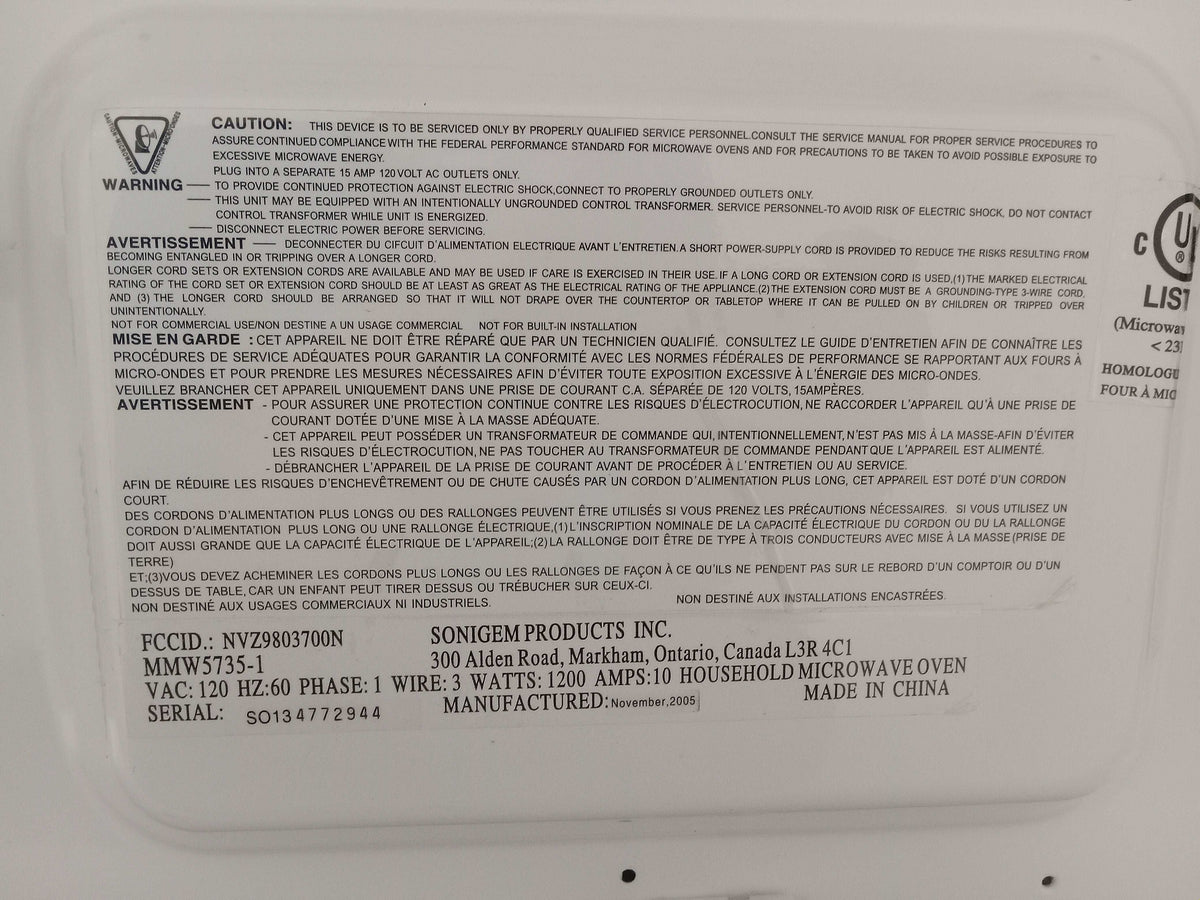 CAUTION-MICROWAVES
ATTENTION-MICRO-ONDES
CAUTION: THIS DEVICE IS TO BE SERVICED ONLY BY PROPERLY QUALIFIED SERVICE PERSONNEL.CONSULT THE SERVICE MANUAL FOR PROPER SERVICE PROCEDURES TO
ASSURE CONTINUED COMPLIANCE WITH THE FEDERAL PERFORMANCE STANDARD FOR MICROWAVE OVENS AND FOR PRECAUTIONS TO BE TAKEN TO AVOID POSSIBLE EXPOSURE TO
EXCESSIVE MICROWAVE ENERGY.
PLUG INTO A SEPARATE 15 AMP 120 VOLT AC OUTLETS ONLY.
WARNING — TO PROVIDE CONTINUED PROTECTION AGAINST ELECTRIC SHOCK,CONNECT TO PROPERLY GROUNDED OUTLETS ONLY.
— THIS UNIT MAY BE EQUIPPED WITH AN INTENTIONALLY UNGROUNDED CONTROL TRANSFORMER. SERVICE PERSONNEL-TO AVOID RISK OF ELECTRIC SHOCK, DO NOT CONTACT
CONTROL TRANSFORMER WHILE UNIT IS ENERGIZED.
— DISCONNECT ELECTRIC POWER BEFORE SERVICING.
AVERTISSEMENT — DECONNECTER DU CIFCUIT D'ALIMENTATION ELECTRIQUE AVANT L'ENTRETIEN.A SHORT POWER-SUPPLY CORD IS PROVIDED TO REDUCE THE RISKS RESULTING FROM
BECOMING ENTANGLED IN OR TRIPPING OVER A LONGER CORD.
LONGER CORD SETS OR EXTENSION CORDS ARE AVAILABLE AND MAY BE USED IF CARE IS EXERCISED IN THEIR USE.IF A LONG CORD OR EXTENSION CORD IS USED,(1)THE MARKED ELECTRICAL
RATING OF THE CORD SET OR EXTENSION CORD SHOULD BE AT LEAST AS GREAT AS THE ELECTRICAL RATING OF THE APPLIANCE.(2)THE EXTENSION CORD MUST BE A GROUNDING-TYPE 3-WIRE CORD,
AND (3)THE LONGER CORD SHOULD BE ARRANGED SO THAT IT WILL NOT DRAPE OVER THE COUNTERTOP OR TABLETOP WHERE IT CAN BE PULLED ON BY CHILDREN OR TRIPPED OVER
UNINTENTIONALLY.
NOT FOR COMMERCIAL USE/NON DESTINE A UN USAGE COMMERCIAL NOT FOR BUILT-IN INSTALLATION
MISE EN GARDE : CET APPAREIL NE DOIT ÊTRE RÉPARÉ QUE PAR UN TECHNICIEN QUALIFIÉ. CONSULTEZ LE GUIDE D'ENTRETIEN AFIN DE CONNAÎTRE LES
PROCÉDURES DE SERVICE ADÉQUATES POUR GARANTIR LA CONFORMITÉ AVEC LES NORMES FÉDÉRALES DE PERFORMANCE SE RAPPORTANT AUX FOURS À
MICRO-ONDES ET POUR PRENDRE LES MESURES NÉCESSAIRES AFIN D'ÉVITER TOUTE EXPOSITION EXCESSIVE À L'ÉNERGIE DES MICRO-ONDES.
VEUILLEZ BRANCHER CET APPAREIL UNIQUEMENT DANS UNE PRISE DE COURANT C.A. SÉPARÉE DE 120 VOLTS, 15AMPÈRES.
AVERTISSEMENT - POUR ASSURER UNE PROTECTION CONTINUE CONTRE LES RISQUES D'ÉLECTROCUTION, NE RACCORDER L'APPAREIL QU'À UNE PRISE DE
COURANT DOTÉE D'UNE MISE À LA MASSE ADÉQUATE.
- CET APPAREIL PEUT POSSÉDER UN TRANSFORMATEUR DE COMMANDE QUI, INTENTIONNELLEMENT, N'EST PAS MIS À LA MASSE-AFIN D'ÉVITER
LES RISQUES D'ÉLECTROCUTION, NE PAS TOUCHER AU TRANSFORMATEUR DE COMMANDE PENDANT QUE L'APPAREIL EST ALIMENTÉ.
- DÉBRANCHER L'APPAREIL DE LA PRISE DE COURANT AVANT DE PROCÉDER À L'ENTRETIEN OU AU SERVICE.
AFIN DE RÉDUIRE LES RISQUES D'ENCHEVÊTREMENT OU DE CHUTE CAUSÉS PAR UN CORDON D'ALIMENTATION PLUS LONG, CET APPAREIL EST DOTÉ D'UN CORDON
COURT.
DES CORDONS D'ALIMENTATION PLUS LONGS OU DES RALLONGES PEUVENT ÊTRE UTILISÉS SI VOUS PRENEZ LES PRÉCAUTIONS NÉCESSAIRES. SI VOUS UTILISEZ UN
CORDON D'ALIMENTATION PLUS LONG OU UNE RALLONGE ÉLECTRIQUE,(1)L'INSCRIPTION NOMINALE DE LA CAPACITÉ ÉLECTRIQUE DU CORDON OU DU LA RALLONGE
DOIT AUSSI GRANDE QUE LA CAPACITÉ ÉLECTRIQUE DE L'APPAREIL;(2)LA RALLONGE DOIT ÊTRE DE TYPE À TROIS CONDUCTEURS AVEC MISE À LA MASSE (PRISE DE
TERRE)
ET;(3)VOUS DEVEZ ACHEMINER LES CORDONS PLUS LONGS OU LES RALLONGES DE FAÇON À CE QU'ILS NE PENDENT PAS SUR LE REBORD D'UN COMPTOIR OU D'UN
DESSUS DE TABLE, CAR UN ENFANT PEUT TIRER DESSUS OU TRÉBUCHER SUR CEUX-CI.
NON DESTINÉ AUX USAGES COMMERCIAUX NI INDUSTRIELS. NON DESTINÉ AUX INSTALLATIONS ENCASTRÉES.
FCCID.: NVZ9803700N
MMW5735-1
SONIGEM PRODUCTS INC.
300 Alden Road, Markham, Ontario, Canada L3R 4C1
VAC: 120 HZ:60 PHASE: 1 WIRE: 3 WATTS: 1200 AMPS:10 HOUSEHOLD MICROWAVE OVEN
SERIAL: SO134772944 MANUFACTURED: November,2005 MADE IN CHINA
C UL ®
LIST
(Microwav
< 23
HOMOLOGU
FOUR À MIC